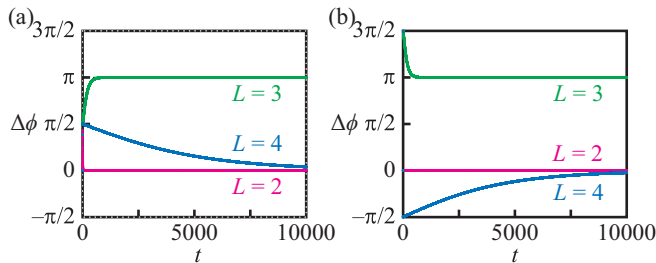 (a)
3π/2
π
Δϕ π/2
0
−π/2
L = 3
L = 4
L = 2
0 5000 10000
t
(b)
3π/2
π
Δϕ π/2
0
−π/2
L = 3
L = 2
L = 4
0 5000 10000
t